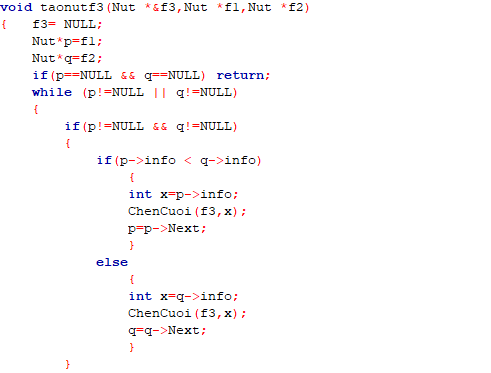 void taonutf3(Nut *&f3,Nut *f1,Nut *f2)
{   f3= NULL;
    Nut*p=f1;
    Nut*q=f2;
    if(p==NULL && q==NULL) return;
    while (p!=NULL || q!=NULL)
    {
        if(p!=NULL && q!=NULL)
        {
            if(p->info < q->info)
                {
                int x=p->info;
                ChenCuoi(f3,x);
                p=p->Next;
                }
            else
                {
                int x=q->info;
                ChenCuoi(f3,x);
                q=q->Next;
                }
        }